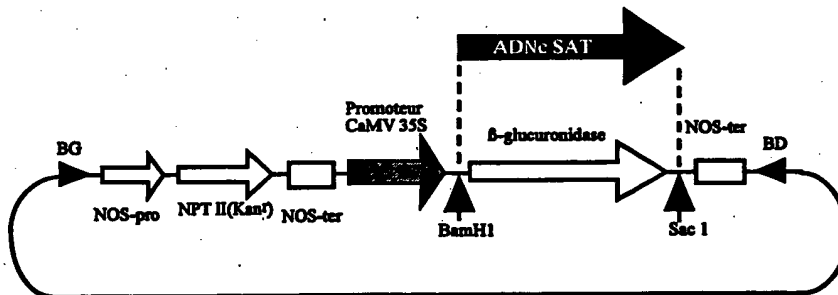 ADNc SAT
Promoteur
CaMV 35S
ß-glucuronidase
NOS-ter
BG
BD
NOS-pro
NPT II(Kanʳ)
NOS-ter
BamH1
Sac 1